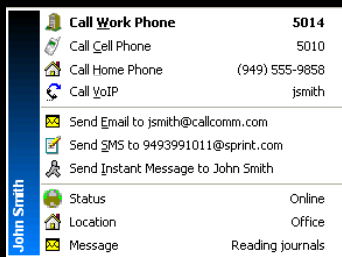 Call Work Phone 5014
Call Cell Phone 5010
Call Home Phone (949) 555-9858
Call VoIP jsmith
Send Email to jsmith@callcomm.com
Send SMS to 9493991011@sprint.com
Send Instant Message to John Smith
Status Online
Location Office
Message Reading journals
John Smith